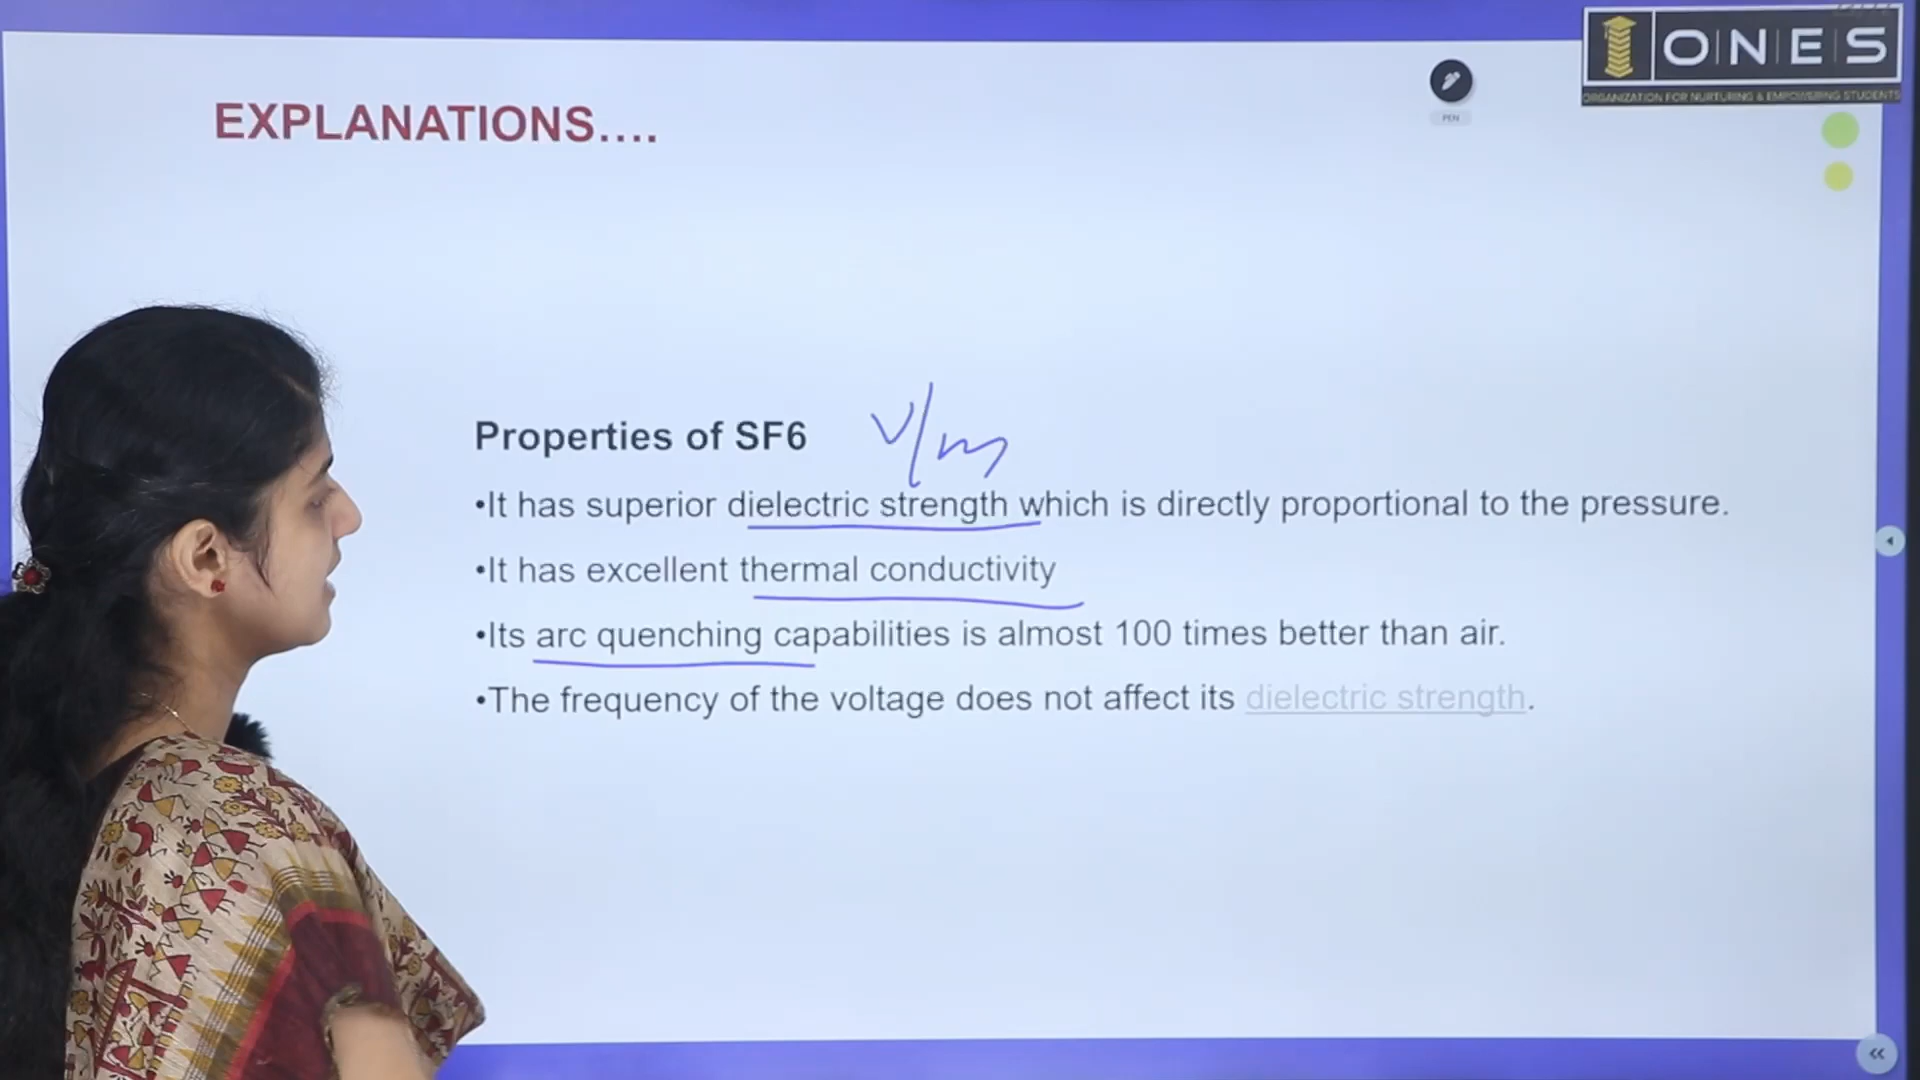 ONES
ORGANIZATION FOR NURTURING & EMPOWERING STUDENTS
PEN
EXPLANATIONS....
V/m
Properties of SF6
•It has superior dielectric strength which is directly proportional to the pressure.
•It has excellent thermal conductivity
•Its arc quenching capabilities is almost 100 times better than air.
•The frequency of the voltage does not affect its dielectric strength.